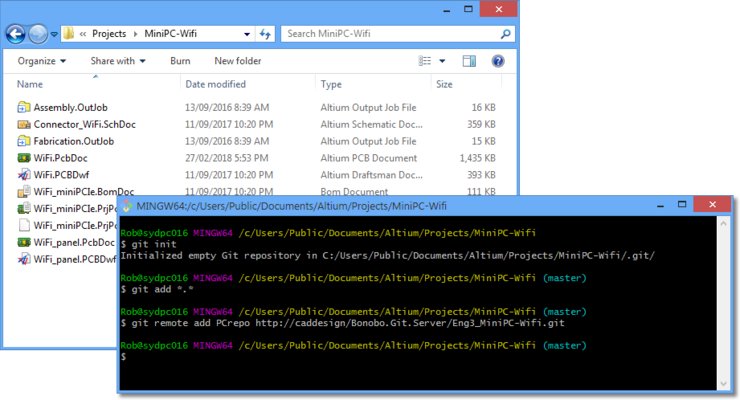 « Projects MiniPC-Wifi
Search MiniPC-Wifi
Organize Share with Burn New folder
Name Date modified Type Size
Assembly.OutJob 13/09/2016 8:39 AM Altium Output Job File 16 KB
Connector_WiFi.SchDoc 11/09/2017 10:20 PM Altium Schematic Doc... 359 KB
Fabrication.OutJob 13/09/2016 8:39 AM Altium Output Job File 15 KB
WiFi.PcbDoc 27/02/2018 5:53 PM Altium PCB Document 1,435 KB
WiFi.PCBDwf 11/09/2017 10:20 PM Altium Draftsman Doc... 393 KB
WiFi_miniPCIe.BomDoc 11/09/2017 10:20 PM Bom Document 111 KB
WiFi_miniPCIe.PrjPc
WiFi_miniPCIe.PrjPc
WiFi_panel.PcbDoc
WiFi_panel.PCBDwf
MINGW64:/c/Users/Public/Documents/Altium/Projects/MiniPC-Wifi
Rob@sydpc016 MINGW64 /c/Users/Public/Documents/Altium/Projects/MiniPC-Wifi
$ git init
Initialized empty Git repository in C:/Users/Public/Documents/Altium/Projects/MiniPC-Wifi/.git/
Rob@sydpc016 MINGW64 /c/Users/Public/Documents/Altium/Projects/MiniPC-Wifi (master)
$ git add *.*
Rob@sydpc016 MINGW64 /c/Users/Public/Documents/Altium/Projects/MiniPC-Wifi (master)
$ git remote add PCrepo http://caddesign/Bonobo.Git.Server/Eng3_MiniPC-Wifi.git
Rob@sydpc016 MINGW64 /c/Users/Public/Documents/Altium/Projects/MiniPC-Wifi (master)
$